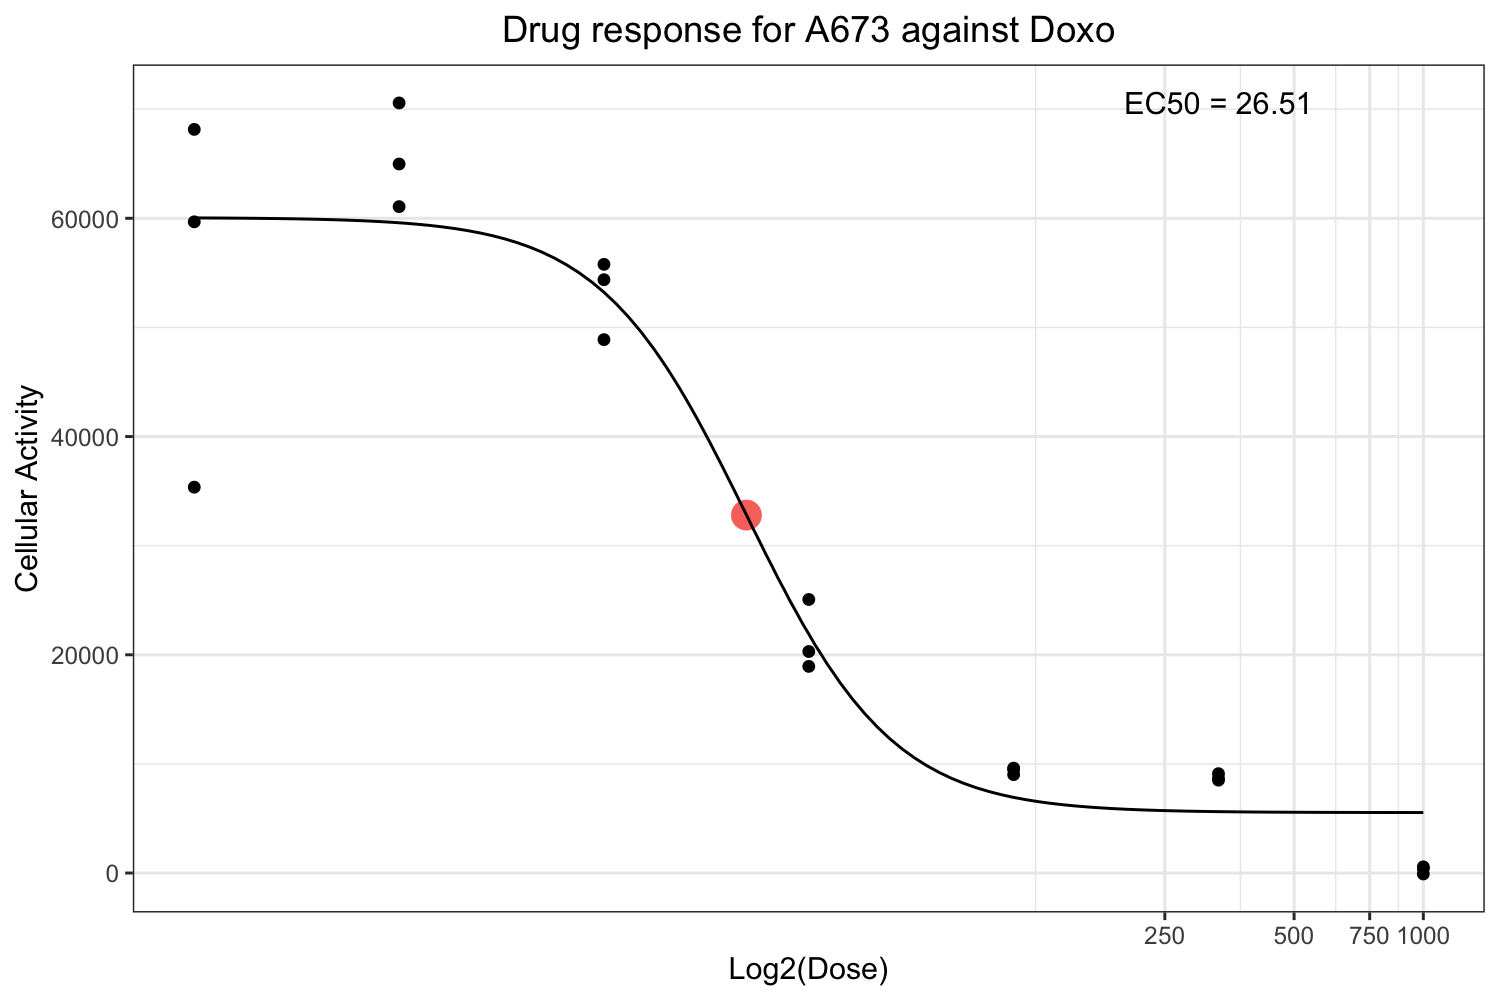 Drug response for A673 against Doxo
EC50 = 26.51
Cellular Activity
60000
40000
20000
0
250 500 750 1000
Log2(Dose)